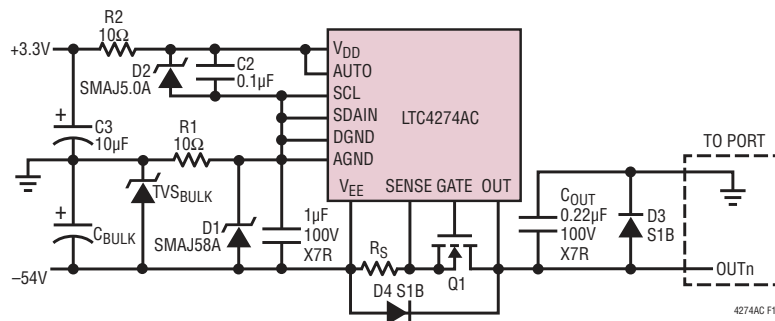 R2
10Ω
+3.3V
D2
SMAJ5.0A
C2
0.1µF
+
C3
10µF
R1
10Ω
TVSBULK
+
CBULK
D1
SMAJ58A
1µF
100V
X7R
–54V
VDD
AUTO
SCL
SDAIN
DGND
AGND
LTC4274AC
VEE SENSE GATE OUT
RS
Q1
D4 S1B
COUT
0.22µF
100V
X7R
D3
S1B
TO PORT
OUTn
4274AC F1